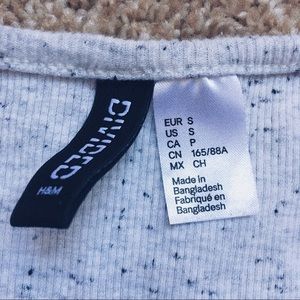 DIVIDED
H&M
EUR S
US S
CA P
CN 165/88A
MX CH
Made in
Bangladesh
Fabriqué en
Bangladesh